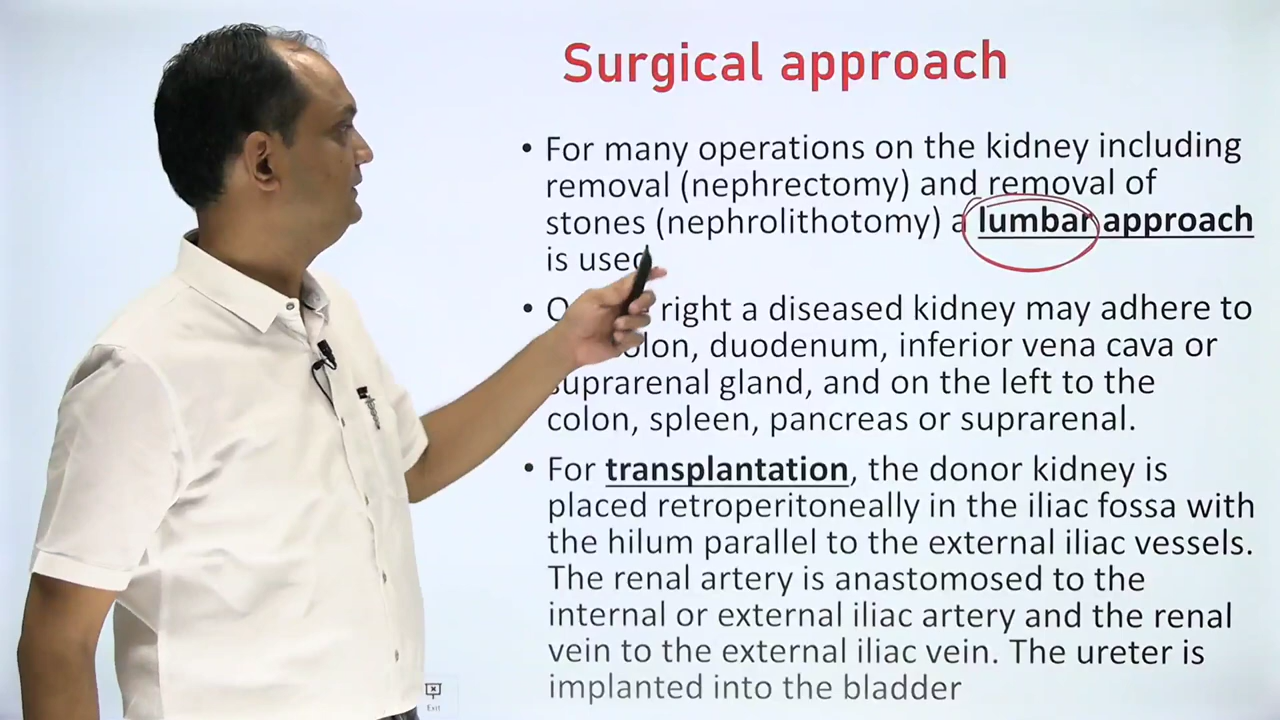 Surgical approach
• For many operations on the kidney including
removal (nephrectomy) and removal of
stones (nephrolithotomy) a lumbar approach
is used
• right a diseased kidney may adhere to
duodenum, inferior vena cava or
suprarenal gland, and on the left to the
colon, spleen, pancreas or suprarenal.
• For transplantation, the donor kidney is
placed retroperitoneally in the iliac fossa with
the hilum parallel to the external iliac vessels.
The renal artery is anastomosed to the
internal or external iliac artery and the renal
vein to the external iliac vein. The ureter is
implanted into the bladder
Exit